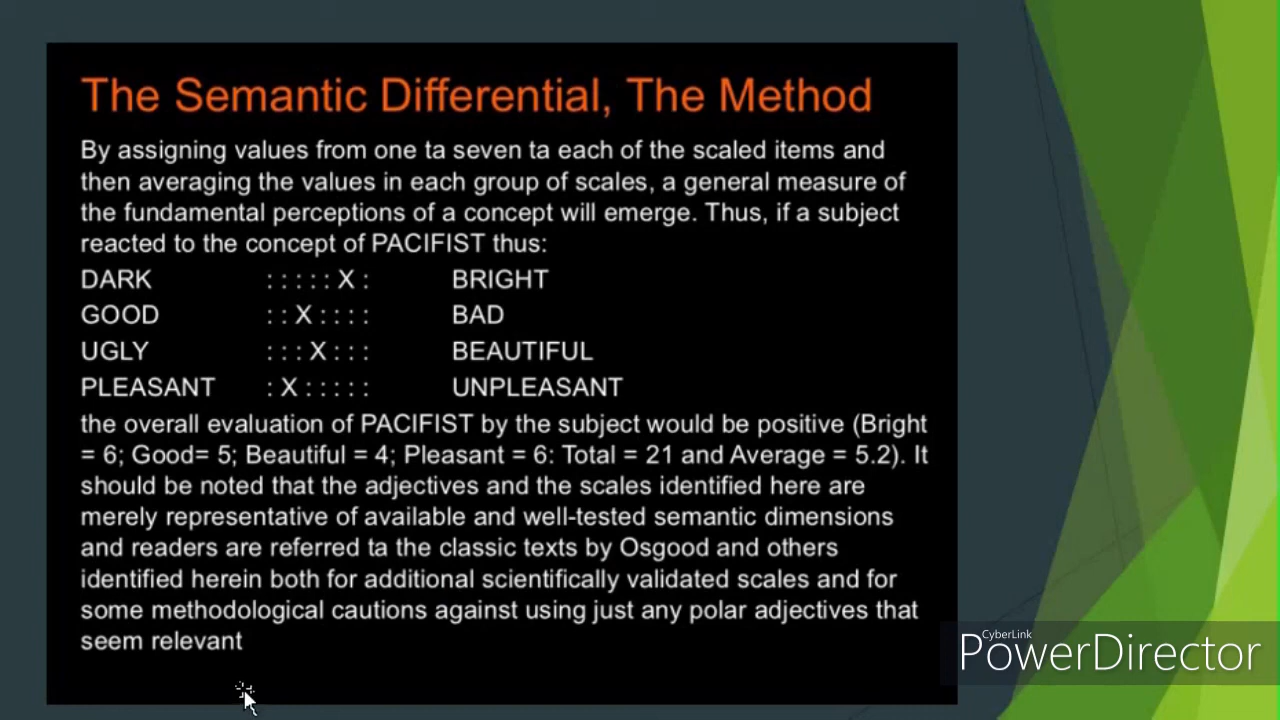 The Semantic Differential, The Method
By assigning values from one ta seven ta each of the scaled items and
then averaging the values in each group of scales, a general measure of
the fundamental perceptions of a concept will emerge. Thus, if a subject
reacted to the concept of PACIFIST thus:
DARK : : : : : X : BRIGHT
GOOD : : X : : : : BAD
UGLY : : : X : : : BEAUTIFUL
PLEASANT : X : : : : : UNPLEASANT
the overall evaluation of PACIFIST by the subject would be positive (Bright
= 6; Good= 5; Beautiful = 4; Pleasant = 6: Total = 21 and Average = 5.2). It
should be noted that the adjectives and the scales identified here are
merely representative of available and well-tested semantic dimensions
and readers are referred ta the classic texts by Osgood and others
identified herein both for additional scientifically validated scales and for
some methodological cautions against using just any polar adjectives that
seem relevant
CyberLink
PowerDirector